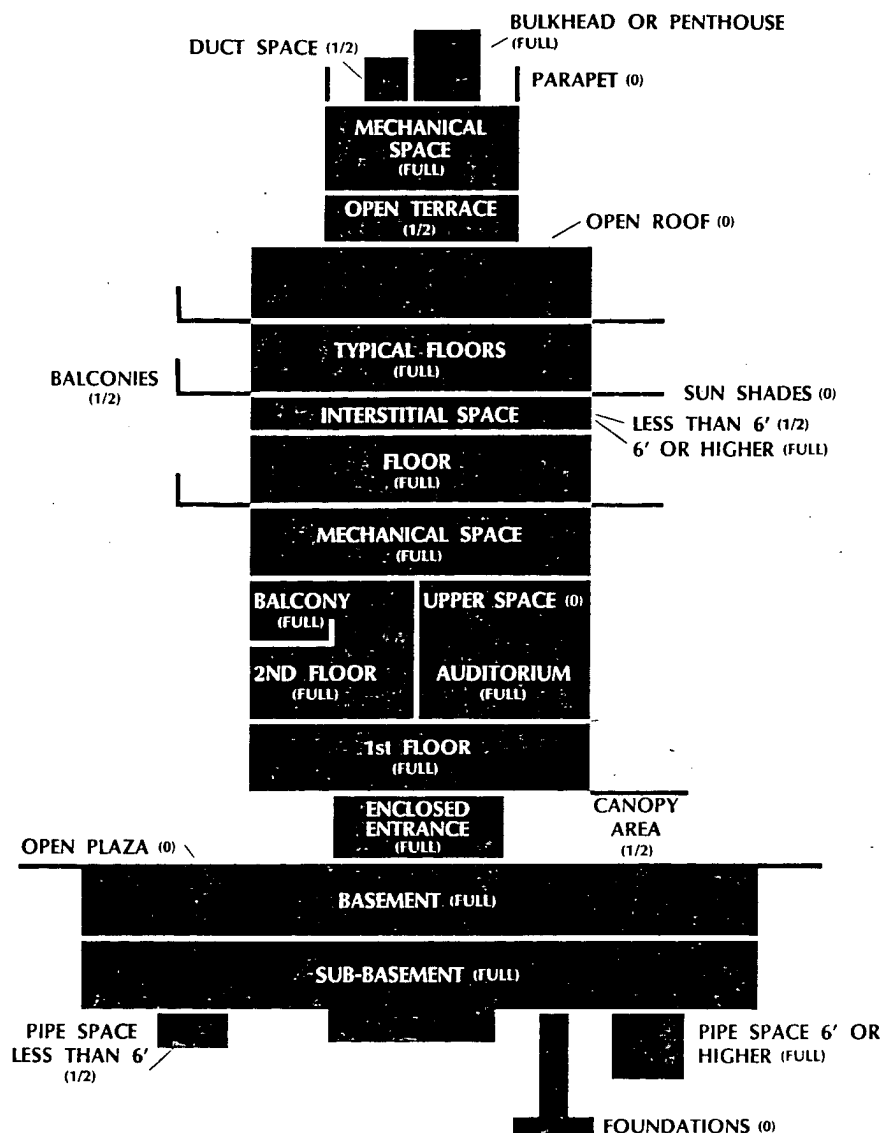 BULKHEAD OR PENTHOUSE
(FULL)
DUCT SPACE (1/2)
PARAPET (0)
MECHANICAL
SPACE
(FULL)
OPEN TERRACE
(1/2)
OPEN ROOF (0)
TYPICAL FLOORS
(FULL)
BALCONIES
(1/2)
SUN SHADES (0)
INTERSTITIAL SPACE
LESS THAN 6'(1/2)
6' OR HIGHER (FULL)
FLOOR
(FULL)
MECHANICAL SPACE
(FULL)
BALCONY
(FULL)
UPPER SPACE (0)
2ND FLOOR
(FULL)
AUDITORIUM
(FULL)
1st FLOOR
(FULL)
ENCLOSED
ENTRANCE
(FULL)
CANOPY
AREA
(1/2)
OPEN PLAZA (0)
BASEMENT (FULL)
SUB-BASEMENT (FULL)
PIPE SPACE
LESS THAN 6'
(1/2)
PIPE SPACE 6' OR
HIGHER (FULL)
FOUNDATIONS (0)